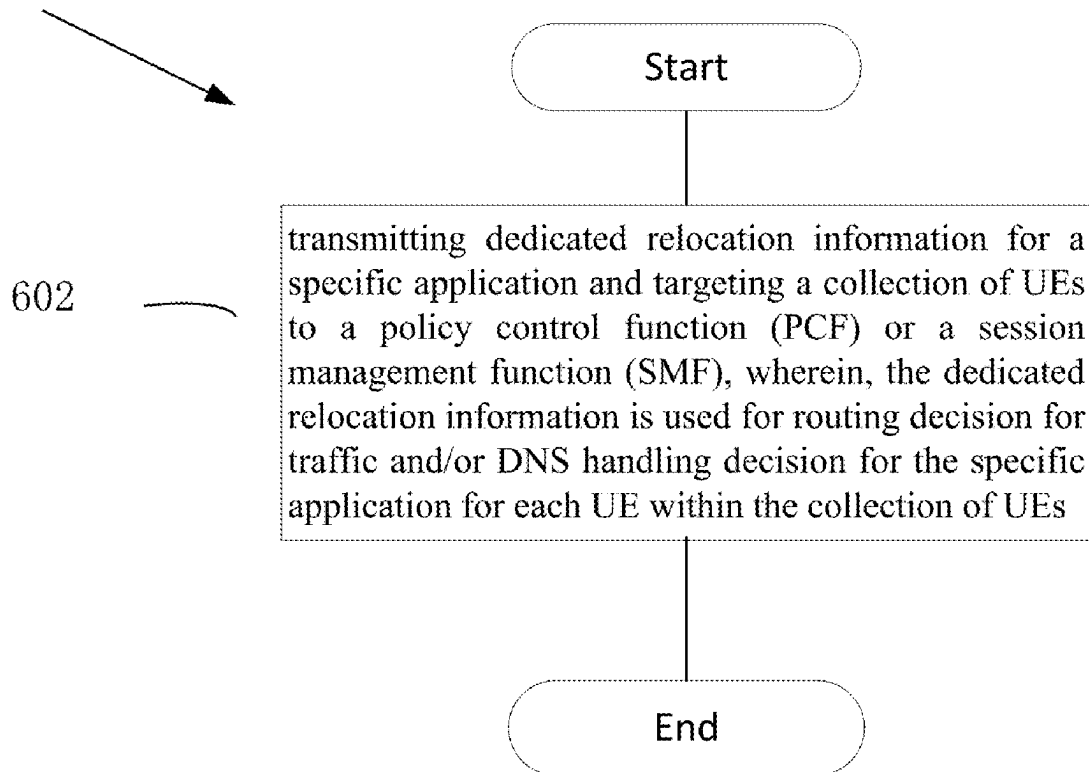 Start
602
transmitting dedicated relocation information for a
specific application and targeting a collection of UEs
to a policy control function (PCF) or a session
management function (SMF), wherein, the dedicated
relocation information is used for routing decision for
traffic and/or DNS handling decision for the specific
application for each UE within the collection of UEs
End